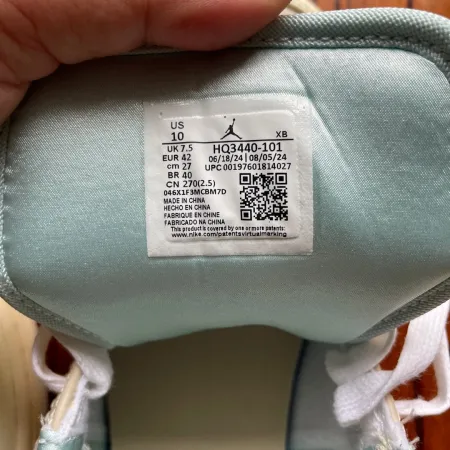 US
10
XB
UK 7.5
EUR 42
cm 27
BR 40
CN 270(2.5)
HQ3440-101
06/18/24 | 08/05/24
UPC 00197601814027
046X1F3MCBM7D
MADE IN CHINA
HECHO EN CHINA
FABRIQUE EN CHINE
FABRICADO NA CHINA
This product is covered by one or more patents:
www.nike.com/patentsvirtualmarking